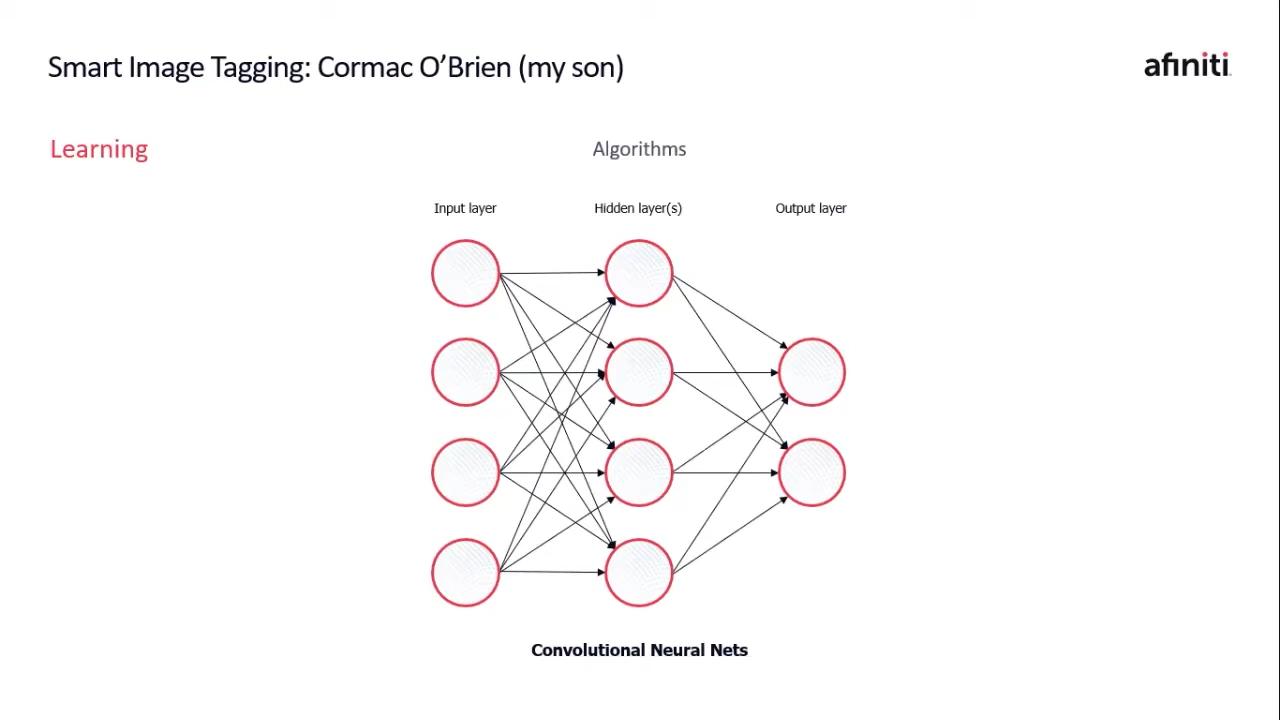 Smart Image Tagging: Cormac O’Brien (my son)
afiniti
Learning
Algorithms
Input layer
Hidden layer(s)
Output layer
Convolutional Neural Nets